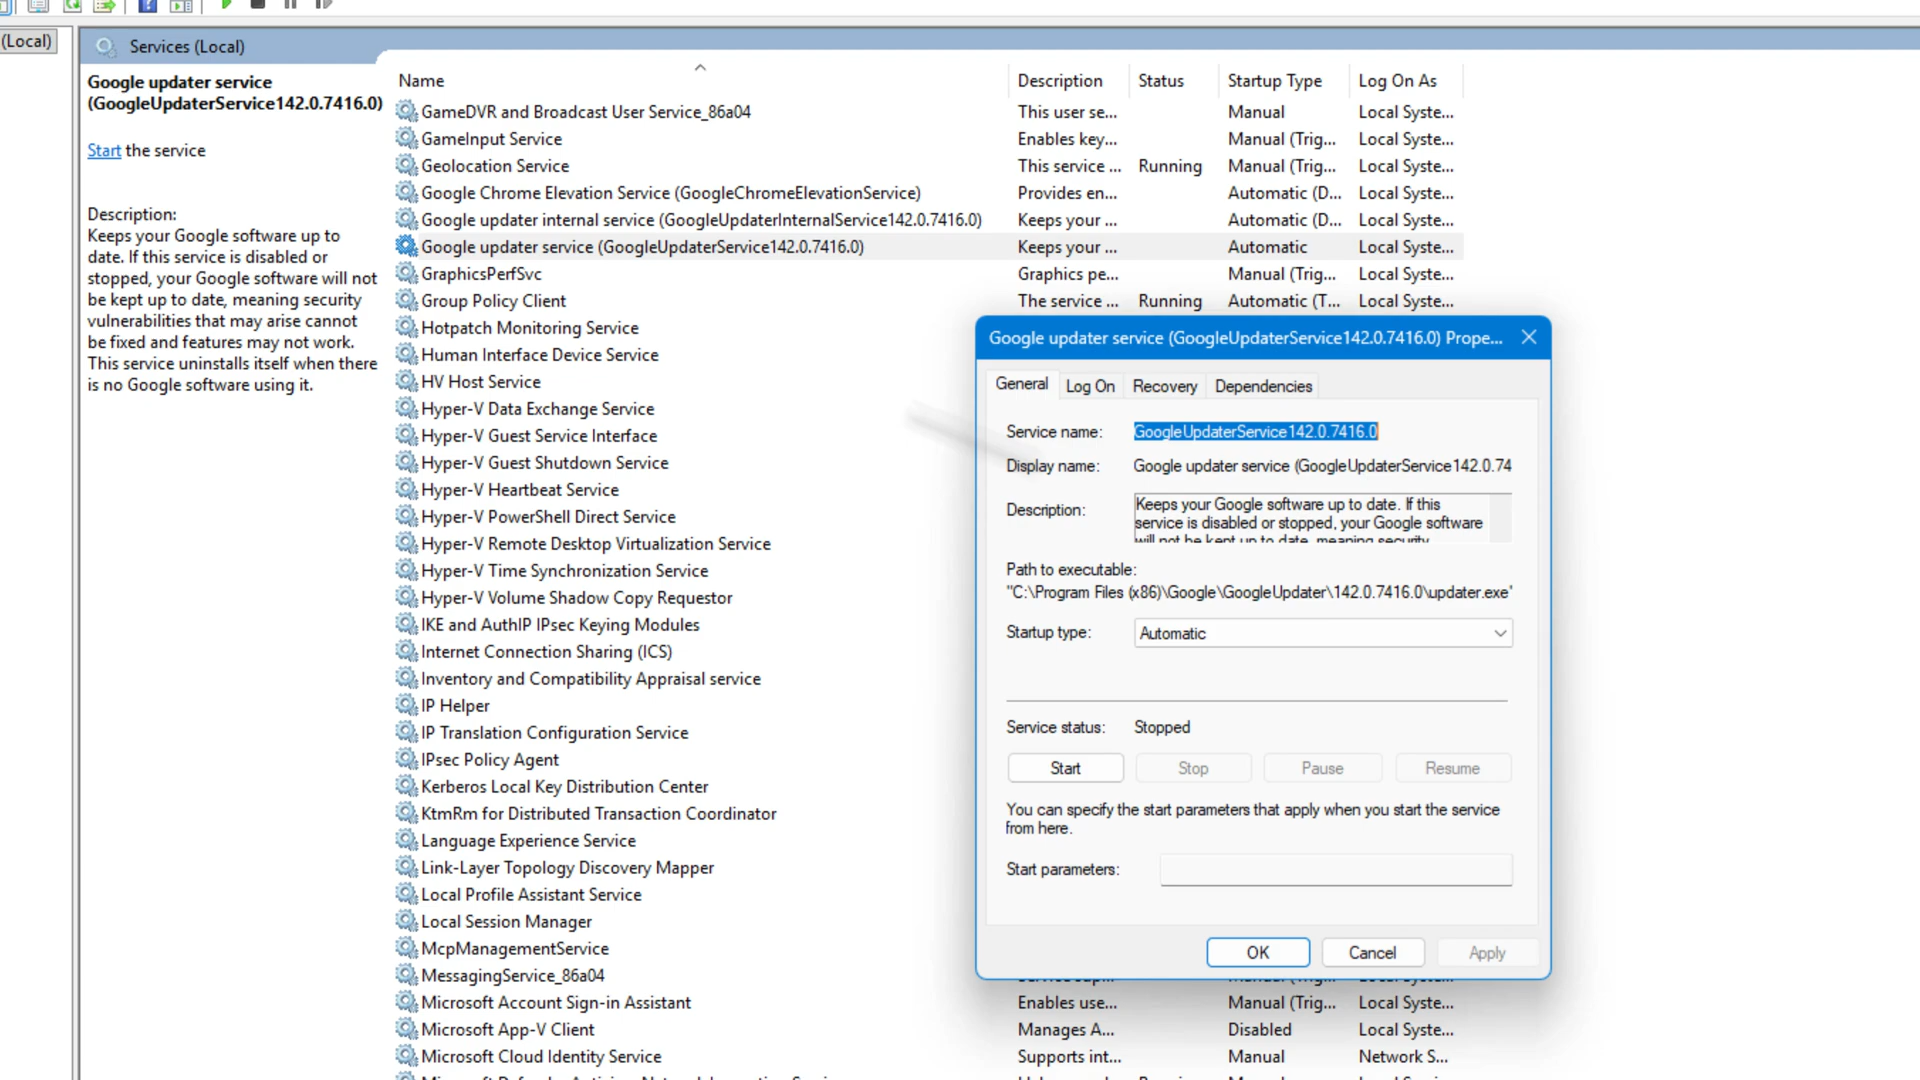 (Local)
Services (Local)
Google updater service
(GoogleUpdaterService142.0.7416.0)
Start the service
Description:
Keeps your Google software up to
date. If this service is disabled or
stopped, your Google software will not
be kept up to date, meaning security
vulnerabilities that may arise cannot
be fixed and features may not work.
This service uninstalls itself when there
is no Google software using it.
Name Description Status Startup Type Log On As
GameDVR and Broadcast User Service_86a04 This user se... Manual Local Syste...
GameInput Service Enables key... Manual (Trig... Local Syste...
Geolocation Service This service ... Running Manual (Trig... Local Syste...
Google Chrome Elevation Service (GoogleChromeElevationService) Provides en... Automatic (D... Local Syste...
Google updater internal service (GoogleUpdaterInternalService142.0.7416.0) Keeps your ... Automatic (D... Local Syste...
Google updater service (GoogleUpdaterService142.0.7416.0) Keeps your ... Automatic Local Syste...
GraphicsPerfSvc Graphics pe... Manual (Trig... Local Syste...
Group Policy Client The service ... Running Automatic (T... Local Syste...
Hotpatch Monitoring Service
Human Interface Device Service
HV Host Service
Hyper-V Data Exchange Service
Hyper-V Guest Service Interface
Hyper-V Guest Shutdown Service
Hyper-V Heartbeat Service
Hyper-V PowerShell Direct Service
Hyper-V Remote Desktop Virtualization Service
Hyper-V Time Synchronization Service
Hyper-V Volume Shadow Copy Requestor
IKE and AuthIP IPsec Keying Modules
Internet Connection Sharing (ICS)
Inventory and Compatibility Appraisal service
IP Helper
IP Translation Configuration Service
IPsec Policy Agent
Kerberos Local Key Distribution Center
KtmRm for Distributed Transaction Coordinator
Language Experience Service
Link-Layer Topology Discovery Mapper
Local Profile Assistant Service
Local Session Manager
McpManagementService
MessagingService_86a04
Microsoft Account Sign-in Assistant Enables use... Manual (Trig... Local Syste...
Microsoft App-V Client Manages A... Disabled Local Syste...
Microsoft Cloud Identity Service Supports int... Manual Network S...
Google updater service (GoogleUpdaterService142.0.7416.0) Prope...
General Log On Recovery Dependencies
Service name: GoogleUpdaterService142.0.7416.0
Display name: Google updater service (GoogleUpdaterService142.0.74
Description: Keeps your Google software up to date. If this
service is disabled or stopped, your Google software
will not be kept up to date, meaning security
Path to executable:
"C:\Program Files (x86)\Google\GoogleUpdater\142.0.7416.0\updater.exe"
Startup type: Automatic
Service status: Stopped
Start Stop Pause Resume
You can specify the start parameters that apply when you start the service
from here.
Start parameters:
OK Cancel Apply